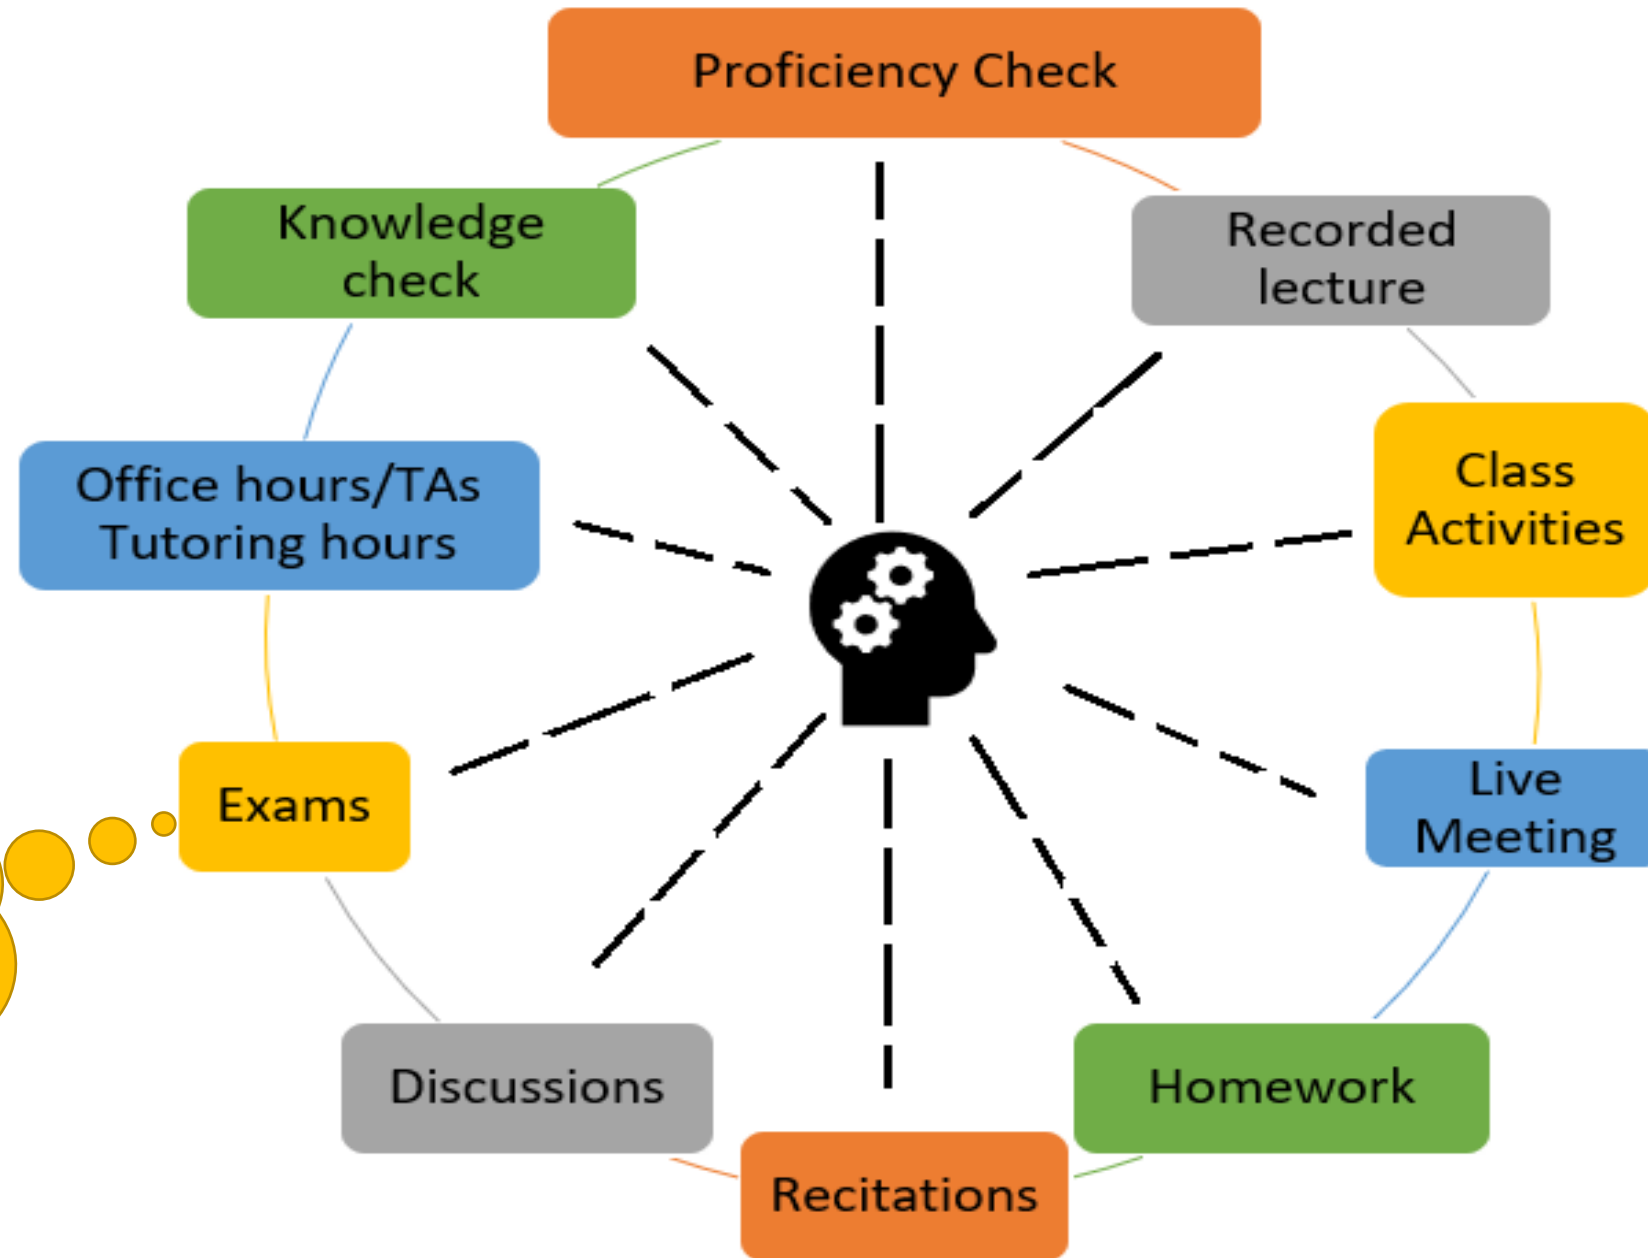 Proficiency Check
Knowledge
check
Recorded
lecture
Office hours/TAs
Tutoring hours
Class
Activities
Exams
Live
Meeting
Discussions
Homework
Recitations